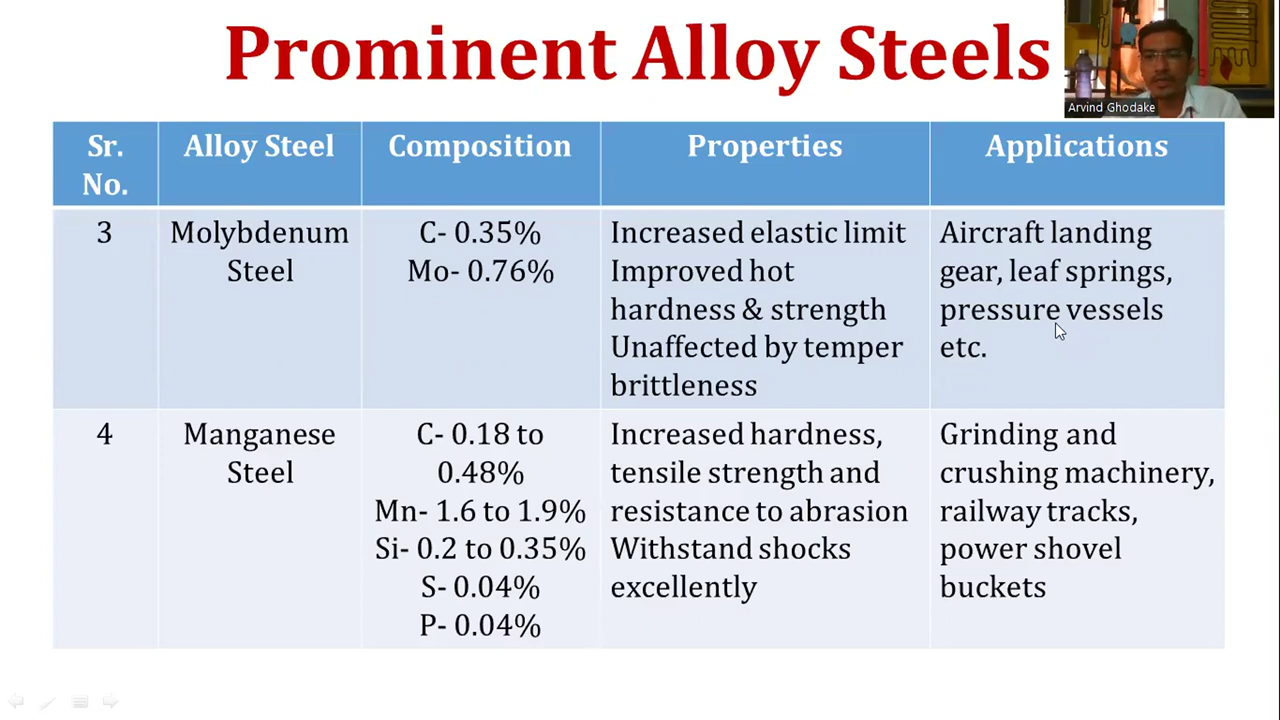 Prominent Alloy Steels
Arvind Ghodake
Sr.
No.
Alloy Steel
Composition
Properties
Applications
3
Molybdenum
Steel
C- 0.35%
Mo- 0.76%
Increased elastic limit
Improved hot
hardness & strength
Unaffected by temper
brittleness
Aircraft landing
gear, leaf springs,
pressure vessels
etc.
4
Manganese
Steel
C- 0.18 to
0.48%
Mn- 1.6 to 1.9%
Si- 0.2 to 0.35%
S- 0.04%
P- 0.04%
Increased hardness,
tensile strength and
resistance to abrasion
Withstand shocks
excellently
Grinding and
crushing machinery,
railway tracks,
power shovel
buckets